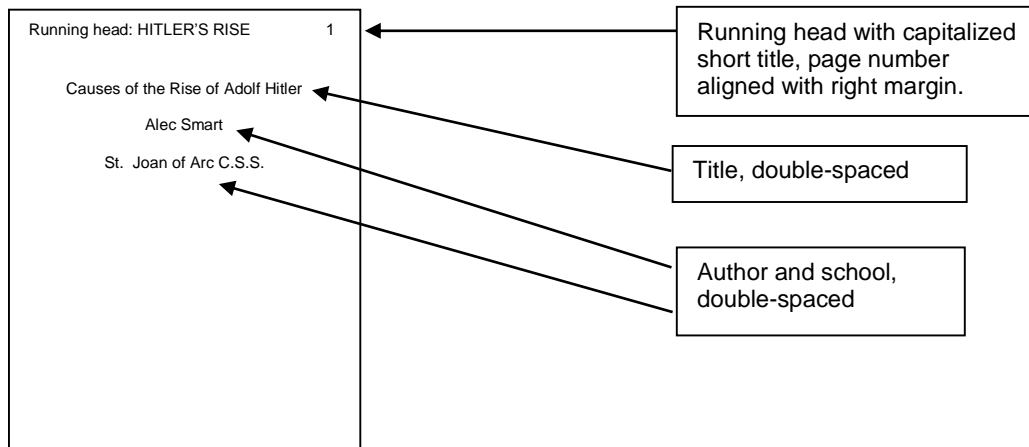 Running head: HITLER’S RISE 1
Causes of the Rise of Adolf Hitler
Alec Smart
St. Joan of Arc C.S.S.
Running head with capitalized
short title, page number
aligned with right margin.
Title, double-spaced
Author and school,
double-spaced